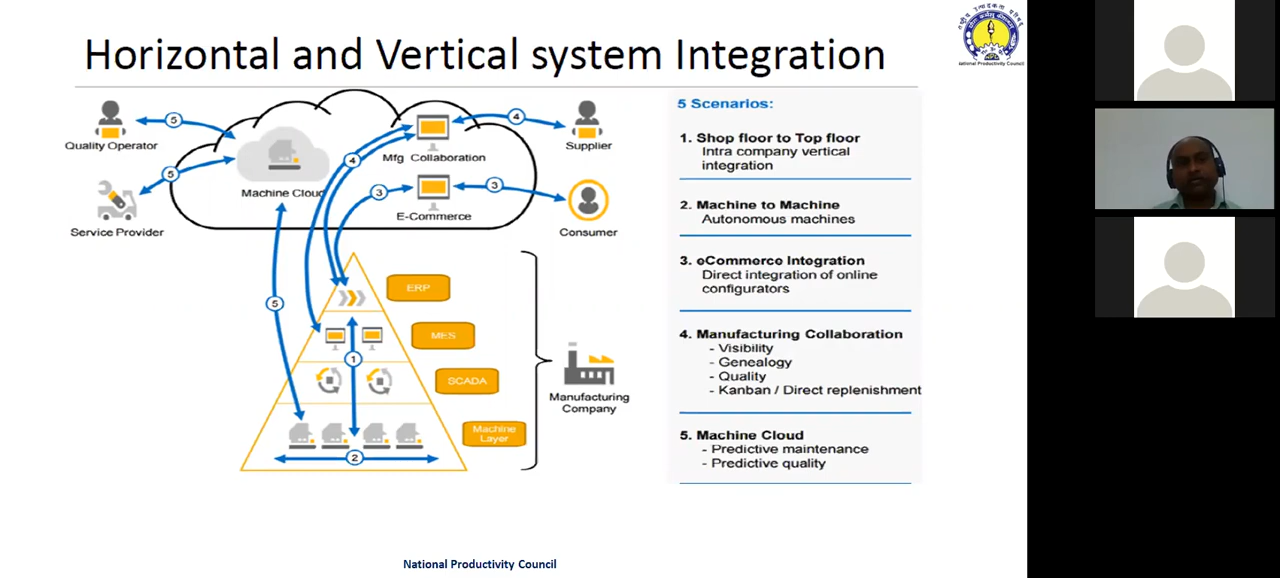 Horizontal and Vertical system Integration
National Productivity Council
5
Quality Operator
5
Service Provider
Machine Cloud
Mfg Collaboration
4
4
Supplier
3
3
E-Commerce
Consumer
5
ERP
MES
1
SCADA
Machine
Layer
2
Manufacturing
Company
5 Scenarios:
1. Shop floor to Top floor
Intra company vertical
integration
2. Machine to Machine
Autonomous machines
3. eCommerce Integration
Direct integration of online
configurators
4. Manufacturing Collaboration
- Visibility
- Genealogy
- Quality
- Kanban / Direct replenishment
5. Machine Cloud
- Predictive maintenance
- Predictive quality
National Productivity Council